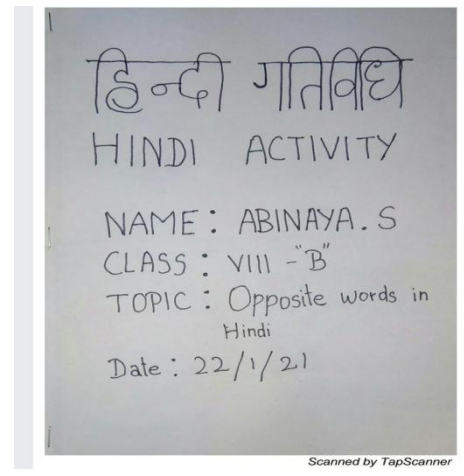 हिन्दी गतिविधि
HINDI ACTIVITY
NAME : ABINAYA . S
CLASS : VIII - "B"
TOPIC : Opposite words in
Hindi
Date : 22/1/21
Scanned by TapScanner